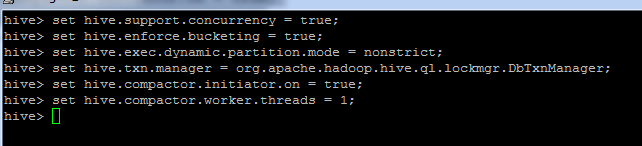 hive> set hive.support.concurrency = true;
hive> set hive.enforce.bucketing = true;
hive> set hive.exec.dynamic.partition.mode = nonstrict;
hive> set hive.txn.manager = org.apache.hadoop.hive.ql.lockmgr.DbTxnManager;
hive> set hive.compactor.initiator.on = true;
hive> set hive.compactor.worker.threads = 1;
hive>